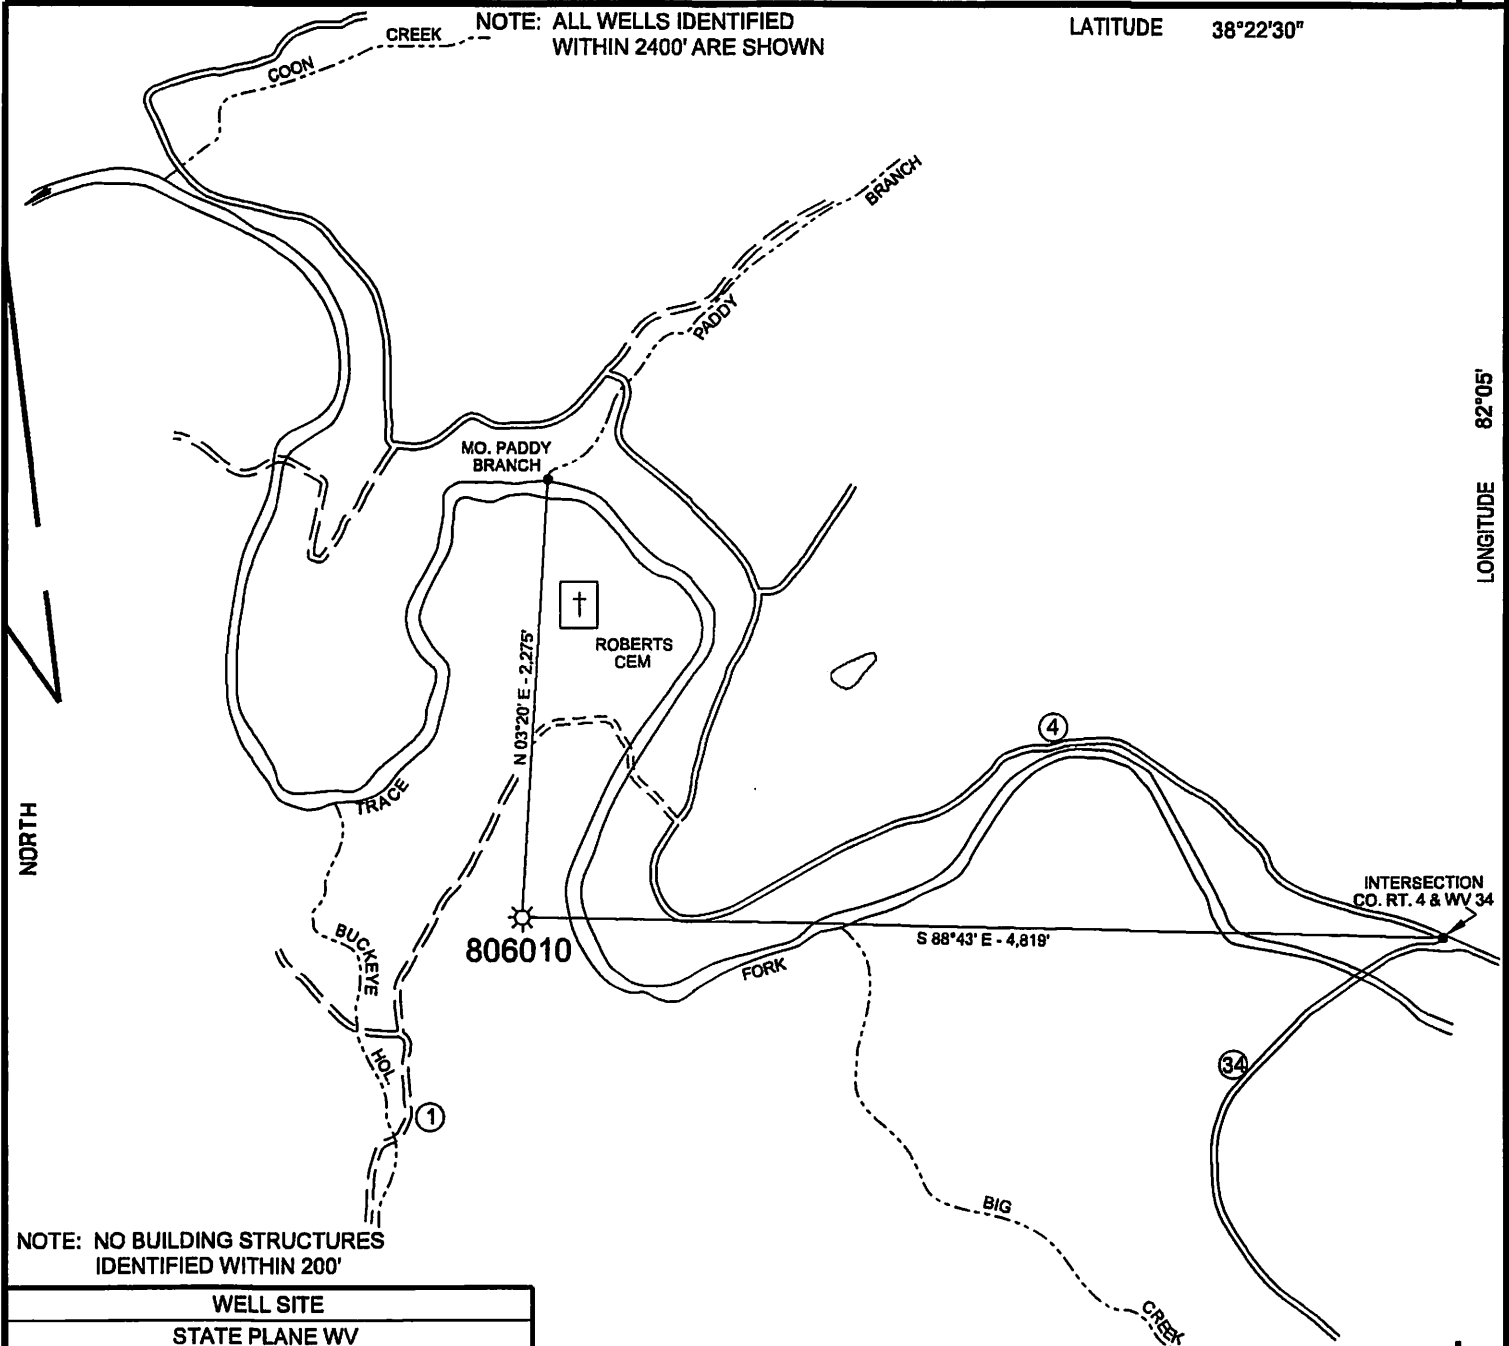 NOTE: ALL WELLS IDENTIFIED
WITHIN 2400' ARE SHOWN
LATITUDE 38°22'30"
COON CREEK
PADDY BRANCH
LONGITUDE 82°05'
MO. PADDY
BRANCH
N 03°20' E - 2,275'
†
ROBERTS
CEM
4
TRACE FORK
NORTH
INTERSECTION
CO. RT. 4 & WV 34
S 88°43' E - 4,819'
806010
BUCKEYE HOL
34
1
BIG CREEK
NOTE: NO BUILDING STRUCTURES
IDENTIFIED WITHIN 200'
WELL SITE
STATE PLANE WV